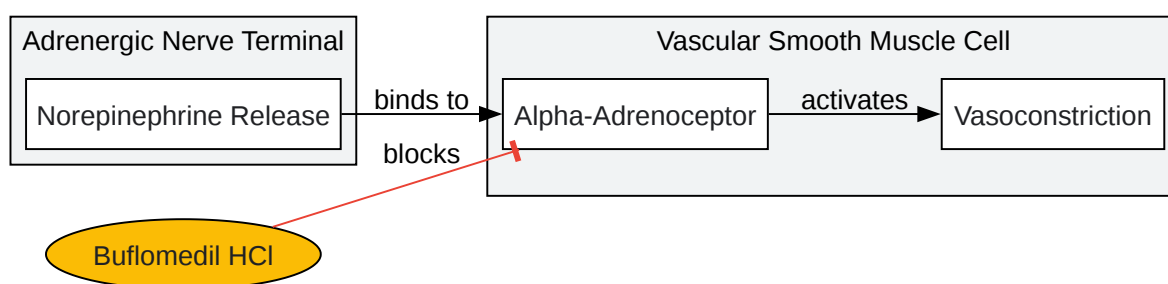 Adrenergic Nerve Terminal
Vascular Smooth Muscle Cell
Norepinephrine Release
binds to
Alpha-Adrenoceptor
activates
Vasoconstriction
blocks
Buflomedil HCl